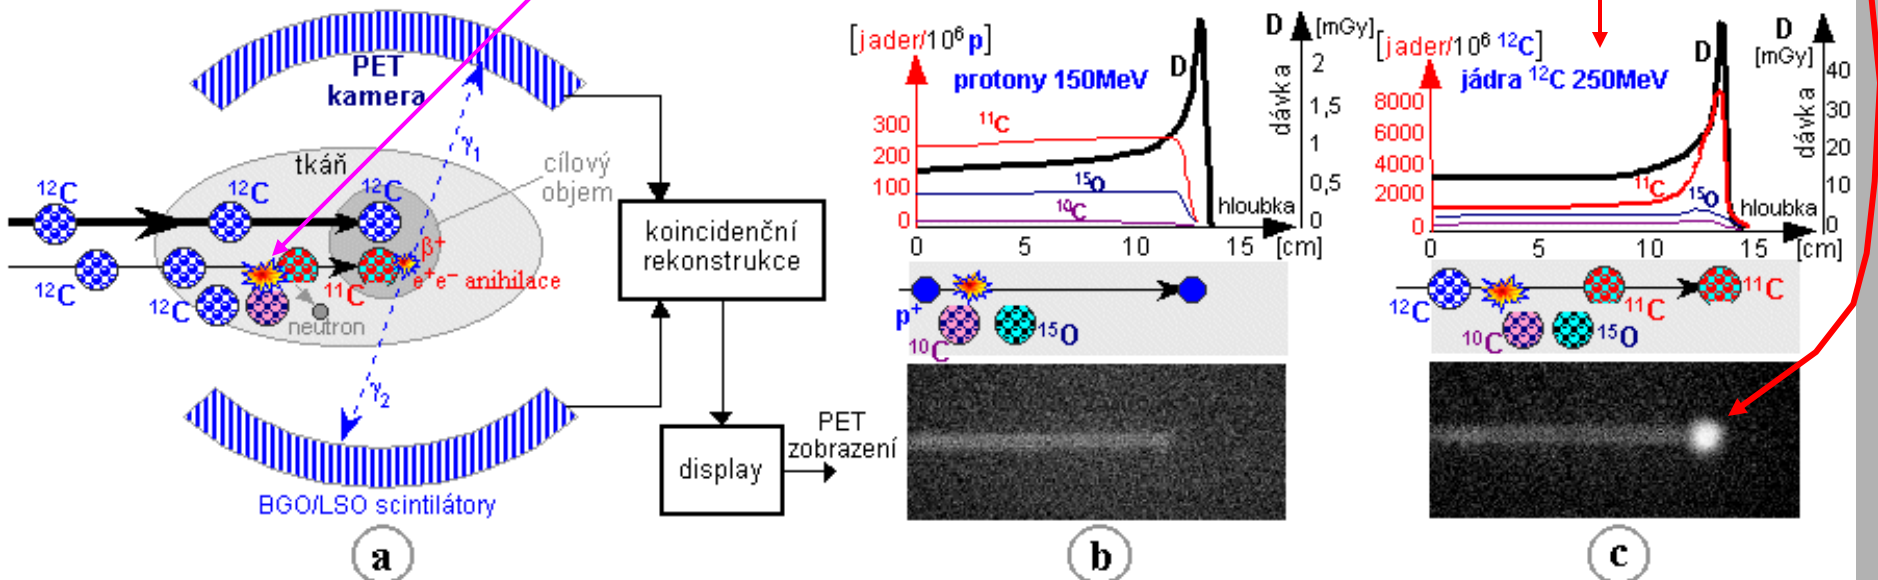 PET
kamera
γ1
tkáň
cílový
objem
12C
12C
12C
β+
e+e− anihilace
12C
12C
11C
neutron
γ2
BGO/LSO scintilátory
koincidenční
rekonstrukce
display
PET
zobrazení
a
[jader/10^6 p]
D [mGy]
protony 150MeV
D
dávka
2
1,5
1
0,5
0
300
200
100
0
11C
15O
10C
hloubka
0 5 10 15 [cm]
p+
10C
15O
b
[jader/10^6 12C]
D
[mGy]
jádra 12C 250MeV
D
dávka
40
30
20
10
0
8000
6000
4000
2000
0
11C
15O
hloubka
0 5 10 15 [cm]
12C
11C
11C
10C
15O
c